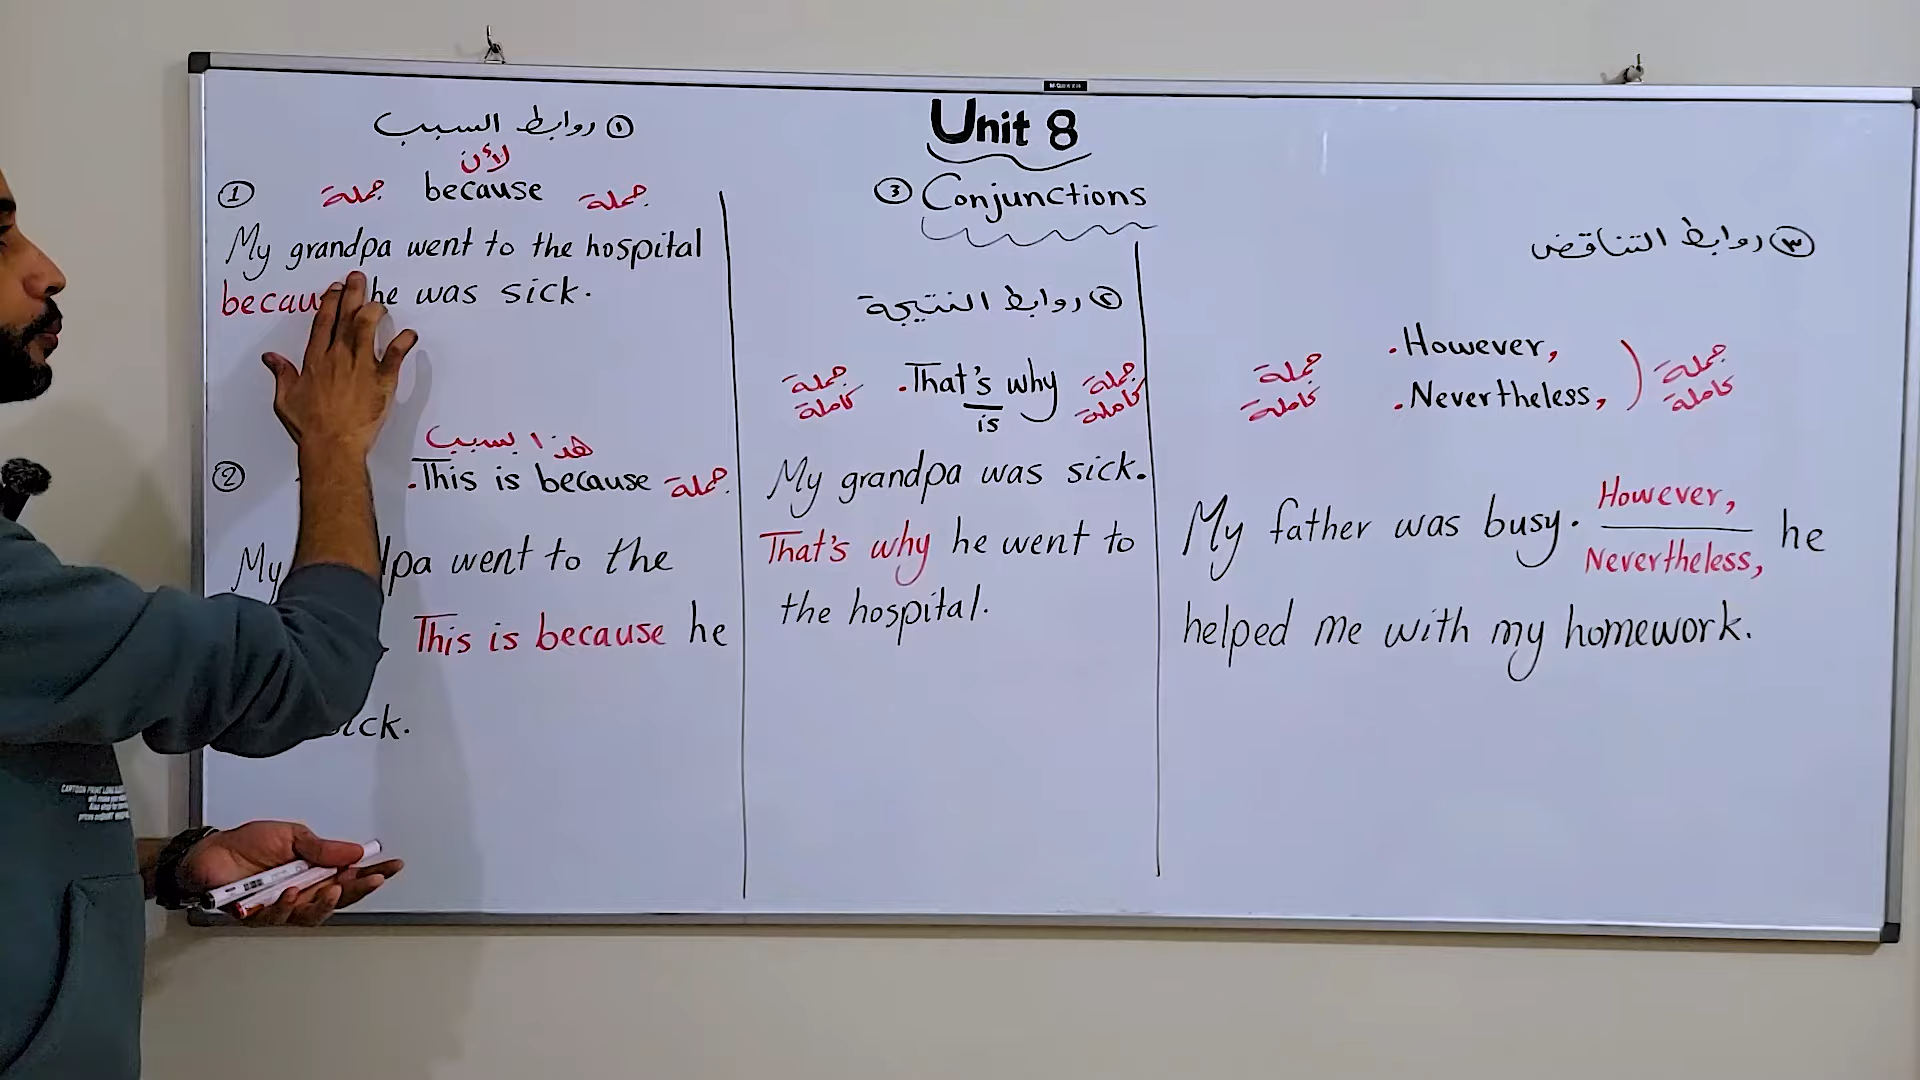 Unit 8
③ Conjunctions
① روابط السبب
لأن
① جملة because جملة
My grandpa went to the hospital
because he was sick.
هذا بسبب
② .This is because جملة
My grandpa went to the
. This is because he
sick.
② روابط النتيجة
جملة كاملة .That's why جملة كاملة
is
My grandpa was sick.
That's why he went to
the hospital.
③ روابط التناقض
.However,
جملة كاملة ) جملة كاملة
.Nevertheless,
My father was busy. However, he
Nevertheless,
helped me with my homework.